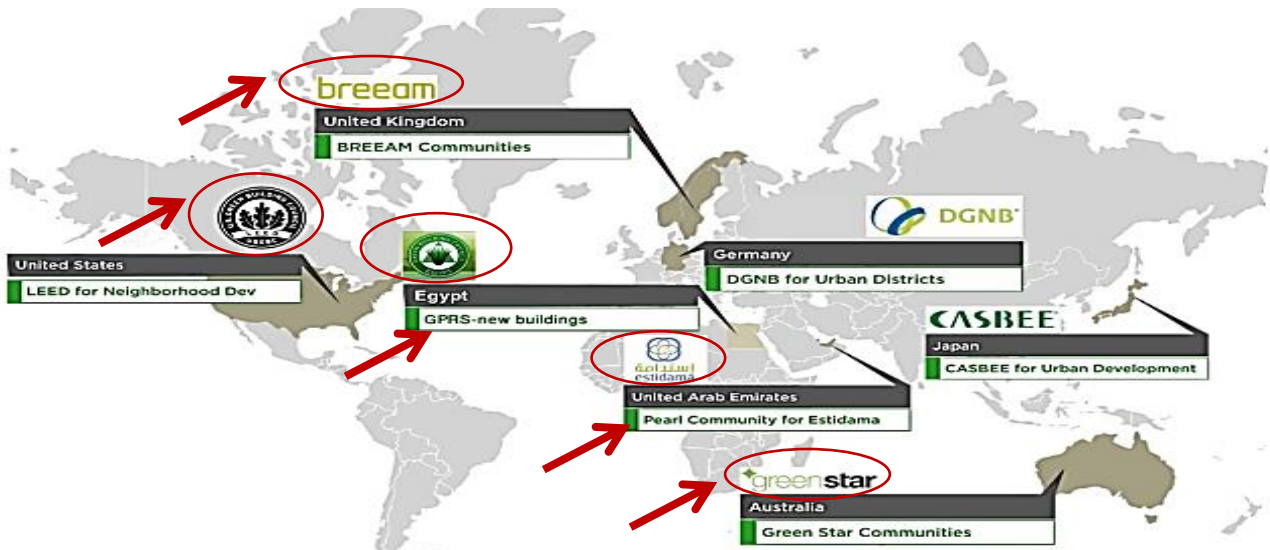 breeam
United Kingdom
BREEAM Communities
LEED
USGBC
United States
LEED for Neighborhood Dev
Egypt
GPRS-new buildings
DGNB
Germany
DGNB for Urban Districts
CASBEE
Japan
CASBEE for Urban Development
استدامة
estidama
United Arab Emirates
Pearl Community for Estidama
greenstar
Australia
Green Star Communities